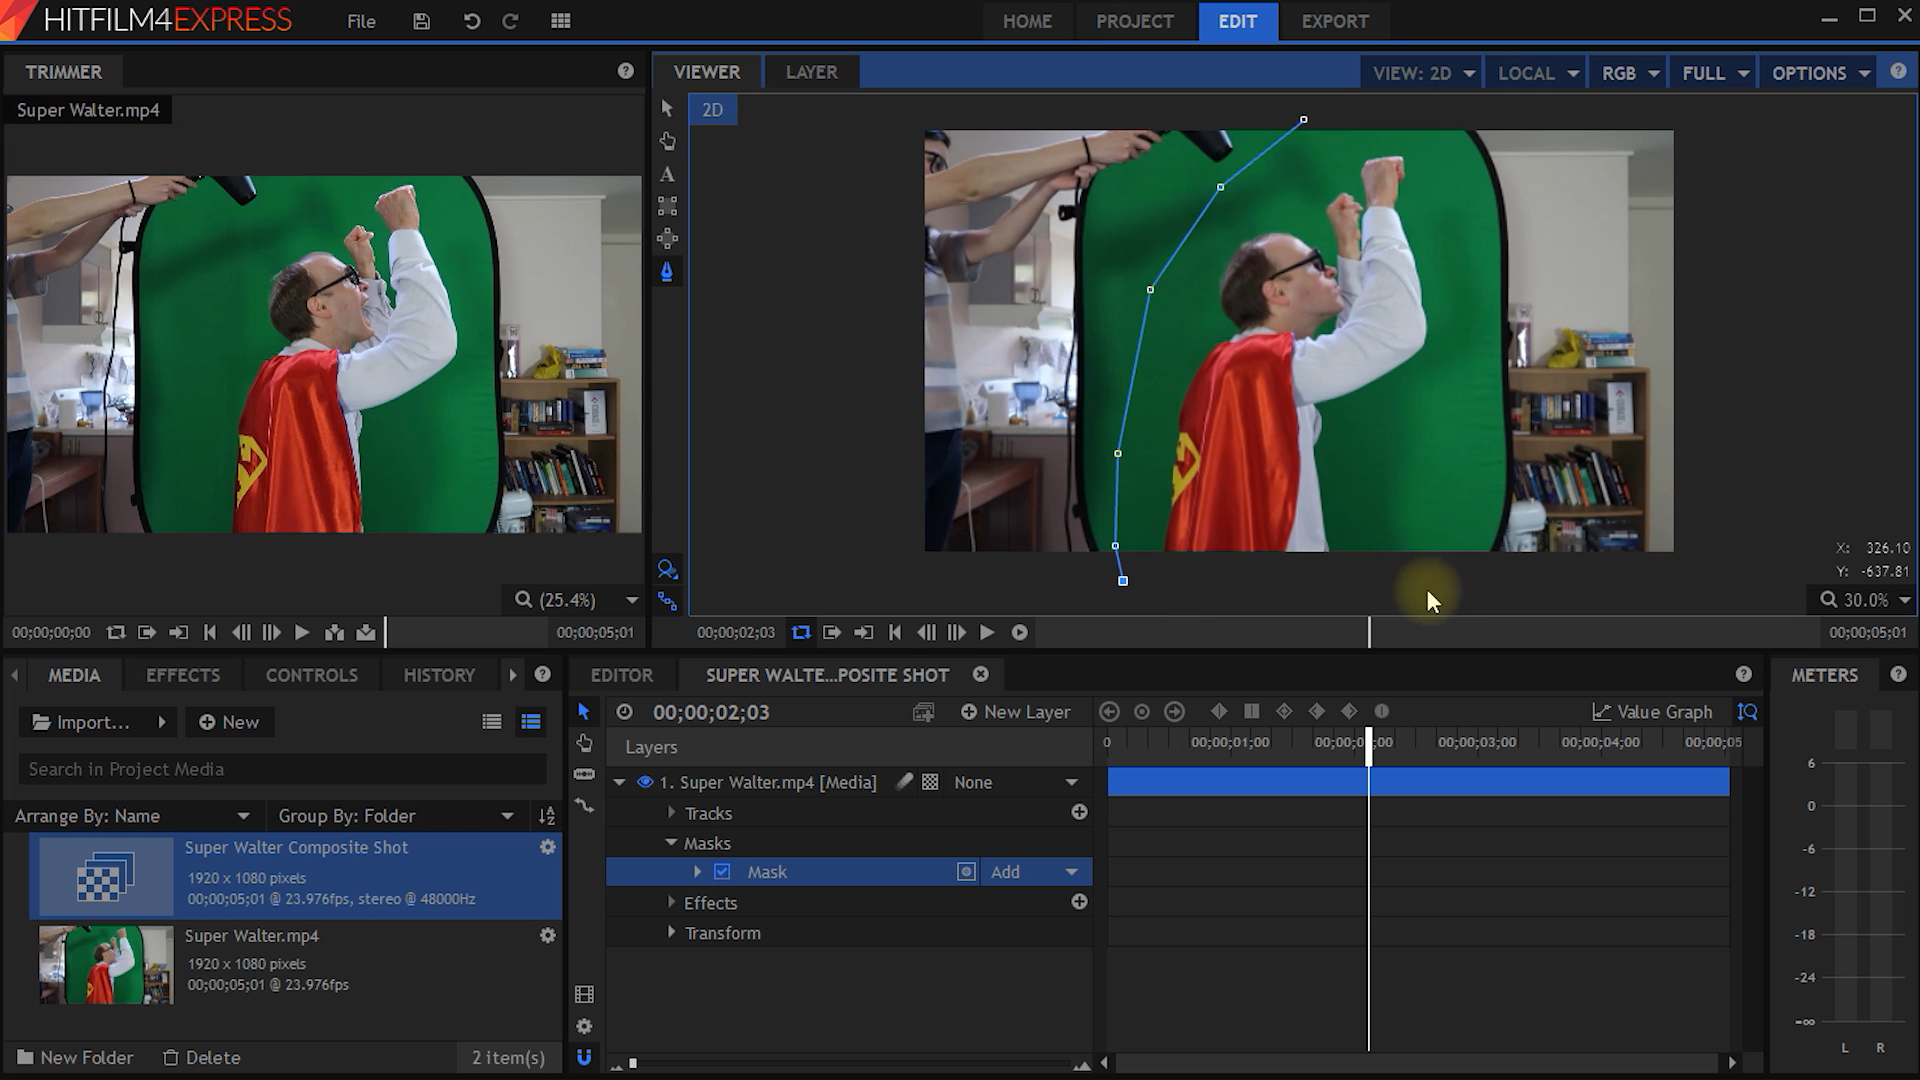 HITFILM4EXPRESS File HOME PROJECT EDIT EXPORT
TRIMMER
Super Walter.mp4
VIEWER LAYER VIEW: 2D LOCAL RGB FULL OPTIONS
2D
A
X: 326.10
Y: -637.81
(25.4%)
30.0%
00;00;00;00 00;00;05;01
00;00;02;03 00;00;05;01
MEDIA EFFECTS CONTROLS HISTORY
Import... New
Search in Project Media
Arrange By: Name Group By: Folder
Super Walter Composite Shot
1920 x 1080 pixels
00;00;05;01 @ 23.976fps, stereo @ 48000Hz
Super Walter.mp4
1920 x 1080 pixels
00;00;05;01 @ 23.976fps
New Folder Delete 2 item(s)
EDITOR SUPER WALTE...POSITE SHOT
00;00;02;03 New Layer Value Graph
Layers
0 00;00;01;00 00;00;02;00 00;00;03;00 00;00;04;00 00;00;05
1. Super Walter.mp4 [Media] None
Tracks
Masks
Mask Add
Effects
Transform
METERS
6
0
-6
-12
-18
-24
-∞
L R